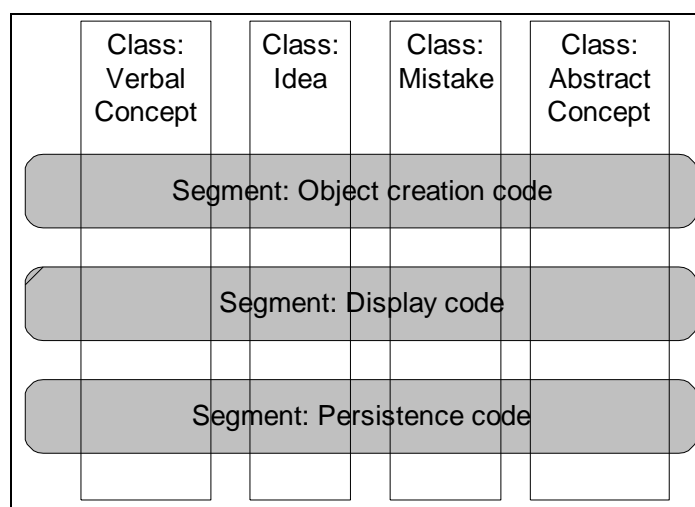 Class:
Verbal
Concept
Class:
Idea
Class:
Mistake
Class:
Abstract
Concept
Segment: Object creation code
Segment: Display code
Segment: Persistence code